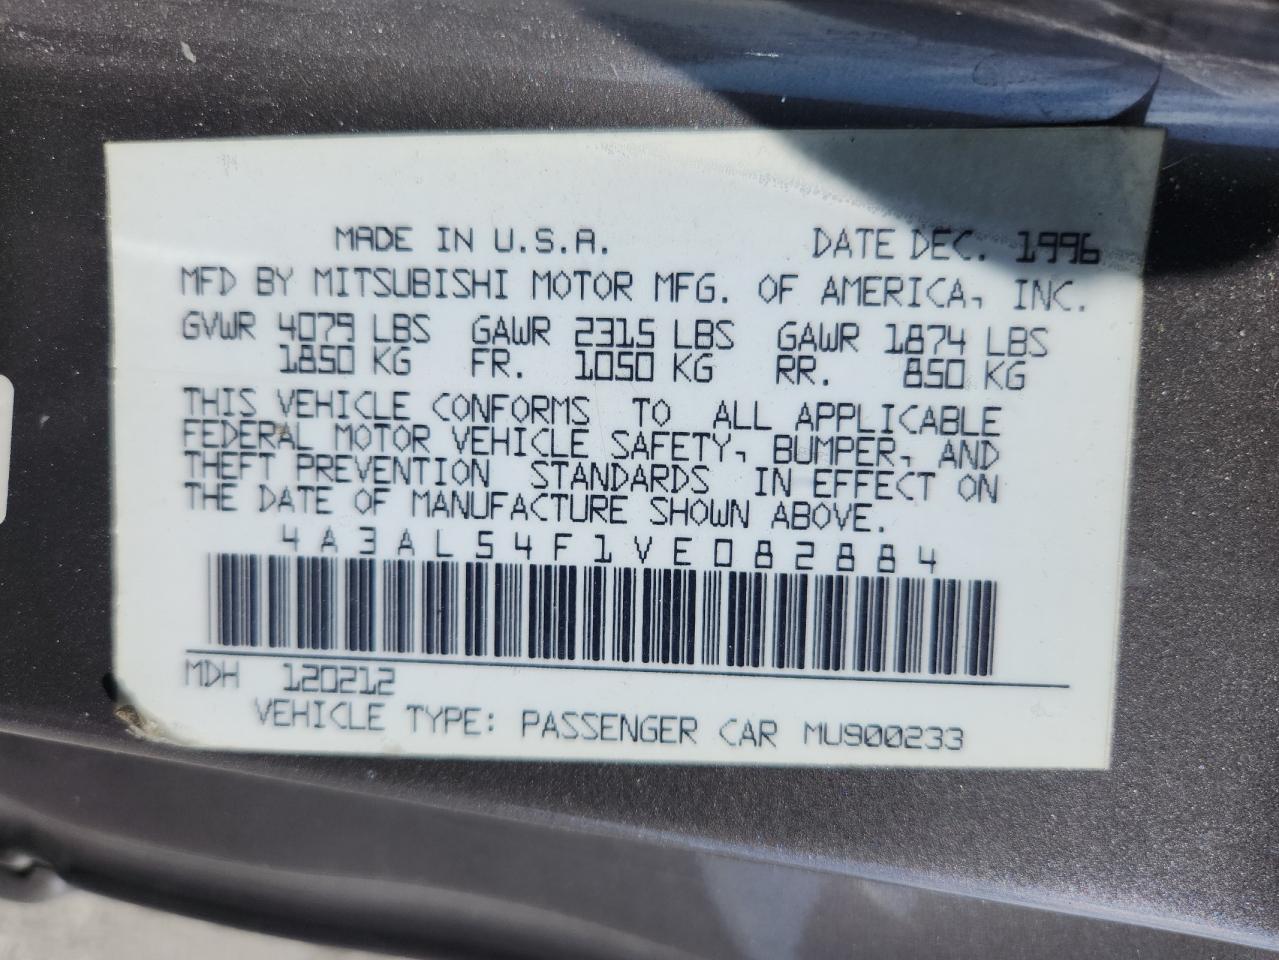 MADE IN U.S.A. DATE DEC. 1996
MFD BY MITSUBISHI MOTOR MFG. OF AMERICA, INC.
GVWR 4079 LBS GAWR 2315 LBS GAWR 1874 LBS
1850 KG FR. 1050 KG RR. 850 KG
THIS VEHICLE CONFORMS TO ALL APPLICABLE
FEDERAL MOTOR VEHICLE SAFETY, BUMPER, AND
THEFT PREVENTION STANDARDS IN EFFECT ON
THE DATE OF MANUFACTURE SHOWN ABOVE.
4A3AL54F1VE082884
MDH 120212
VEHICLE TYPE: PASSENGER CAR MU900233